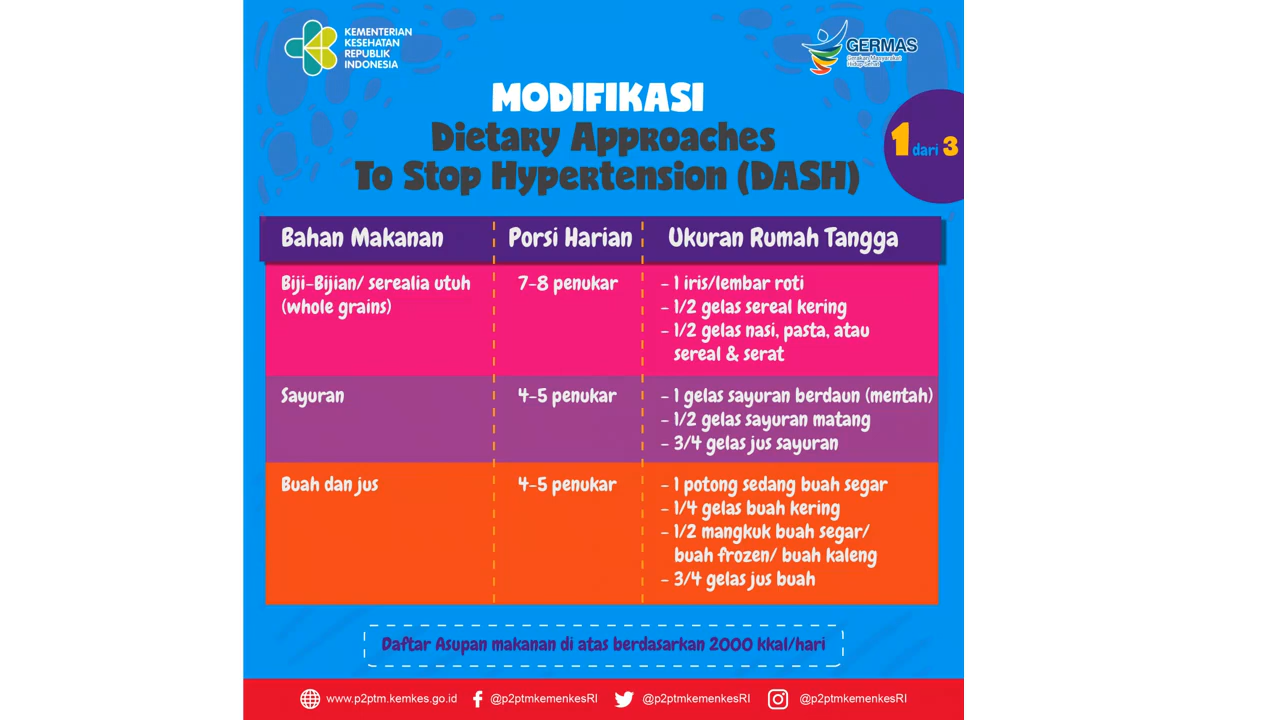 KEMENTERIAN
KESEHATAN
REPUBLIK
INDONESIA
GERMAS
Gerakan Masyarakat
Hidup Sehat
MODIFIKASI
Dietary Approaches
To Stop Hypertension (DASH)
1 dari 3
Bahan Makanan Porsi Harian Ukuran Rumah Tangga
Biji-Bijian/ serealia utuh 7-8 penukar - 1 iris/lembar roti
(whole grains) - 1/2 gelas sereal kering
- 1/2 gelas nasi, pasta, atau
sereal & serat
Sayuran 4-5 penukar - 1 gelas sayuran berdaun (mentah)
- 1/2 gelas sayuran matang
- 3/4 gelas jus sayuran
Buah dan jus 4-5 penukar - 1 potong sedang buah segar
- 1/4 gelas buah kering
- 1/2 mangkuk buah segar/
buah frozen/ buah kaleng
- 3/4 gelas jus buah
Daftar Asupan makanan di atas berdasarkan 2000 kkal/hari
www.p2ptm.kemkes.go.id @p2ptmkemenkesRI @p2ptmkemenkesRI @p2ptmkemenkesRI